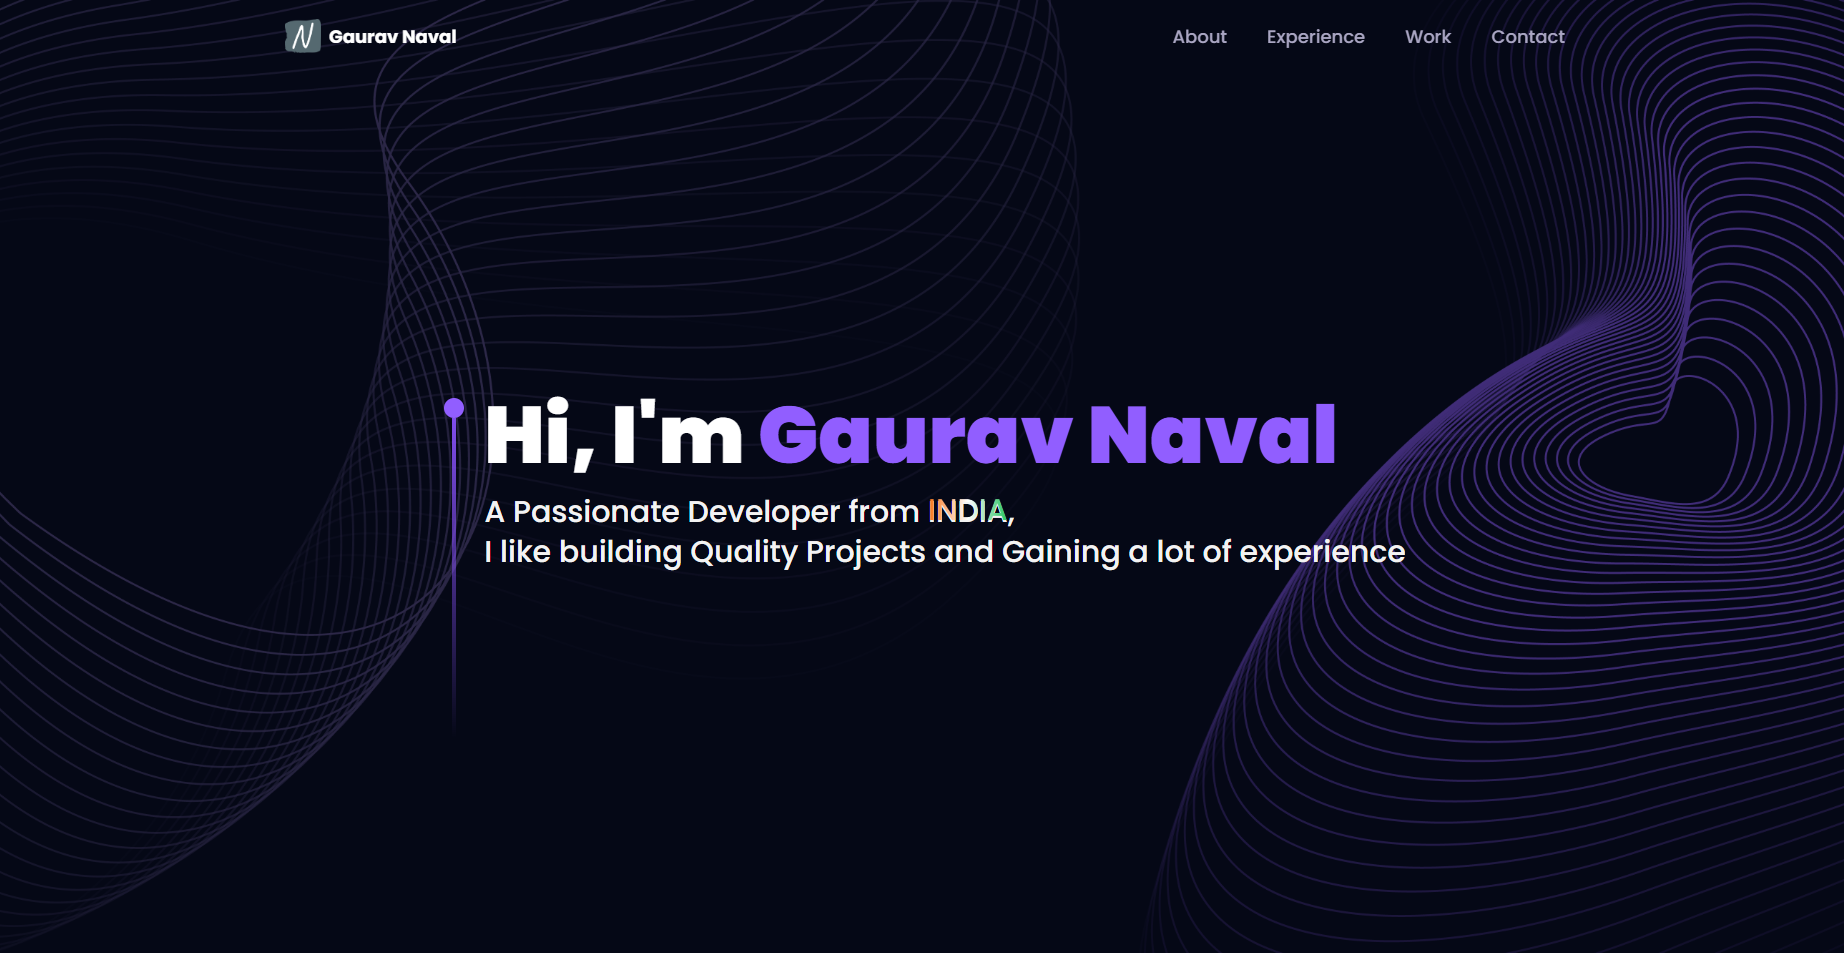 N Gaurav Naval
About Experience Work Contact
Hi, I'm Gaurav Naval
A Passionate Developer from INDIA,
I like building Quality Projects and Gaining a lot of experience